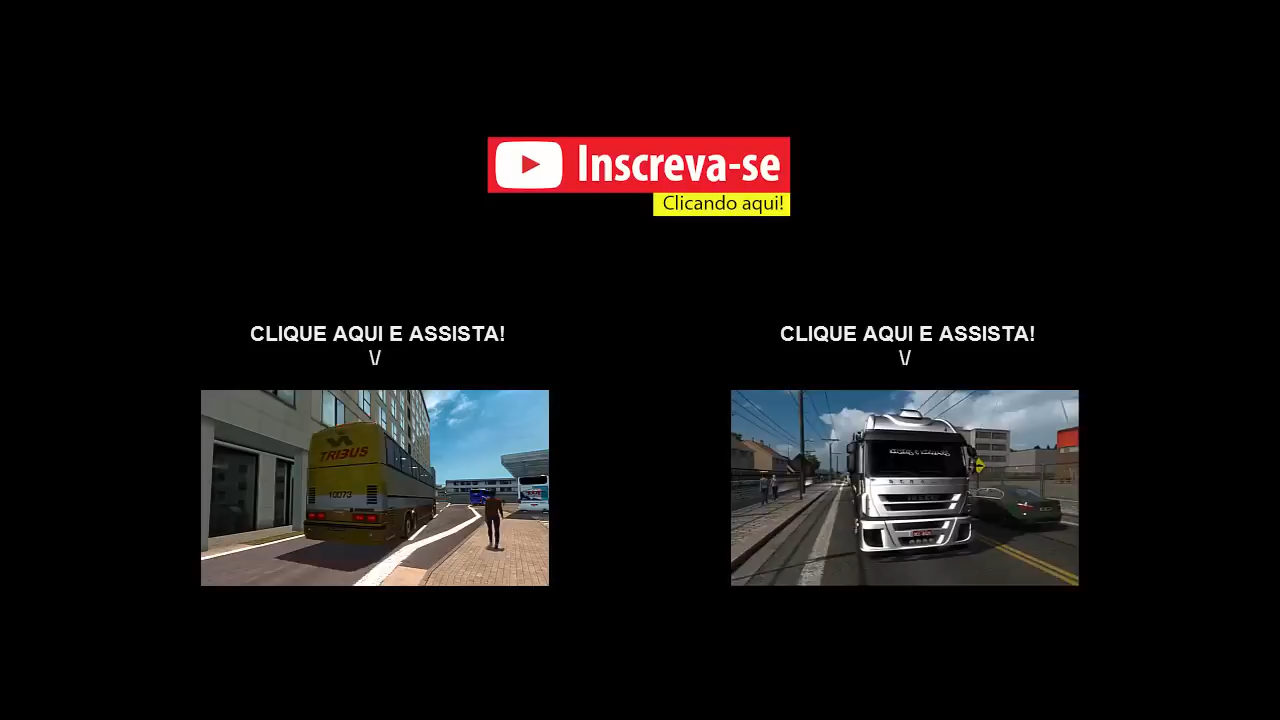 Inscreva-se
Clicando aqui!
CLIQUE AQUI E ASSISTA!
\/
CLIQUE AQUI E ASSISTA!
\/
TRIBUS
10073